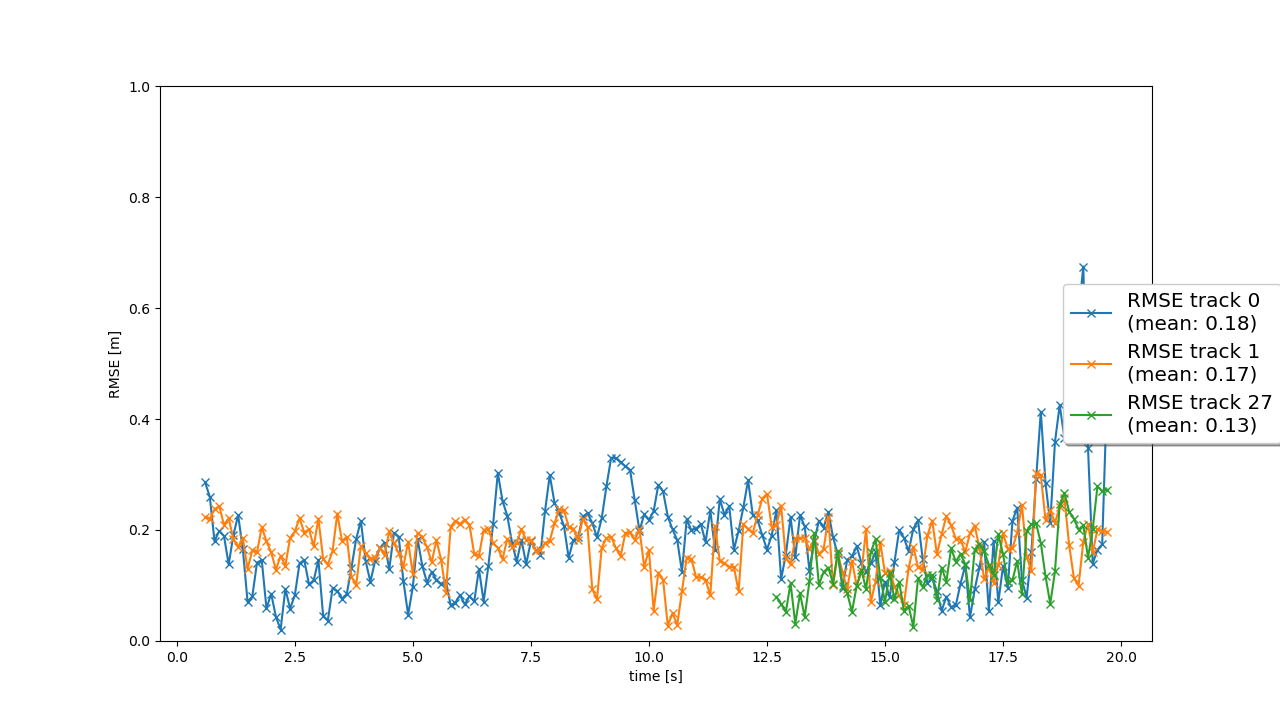 1.0
0.8
0.6
0.4
0.2
0.0
RMSE [m]
0.0 2.5 5.0 7.5 10.0 12.5 15.0 17.5 20.0
time [s]
RMSE track 0
(mean: 0.18)
RMSE track 1
(mean: 0.17)
RMSE track 27
(mean: 0.13)